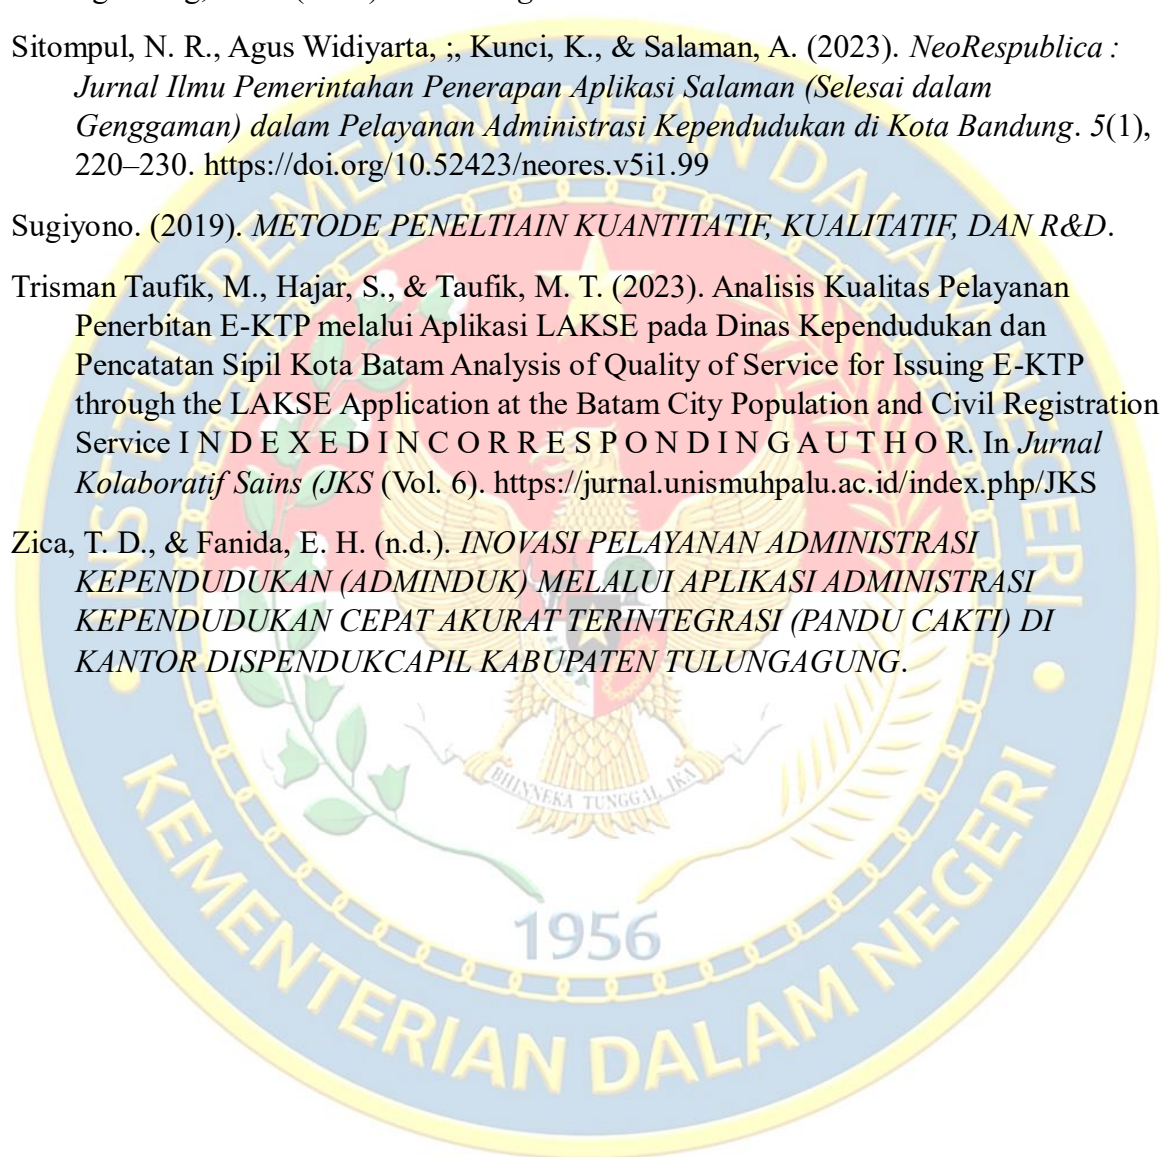 Sitompul, N. R., Agus Widiyarta, ;, Kunci, K., & Salaman, A. (2023). NeoRespublica :
Jurnal Ilmu Pemerintahan Penerapan Aplikasi Salaman (Selesai dalam
Genggaman) dalam Pelayanan Administrasi Kependudukan di Kota Bandung. 5(1),
220–230. https://doi.org/10.52423/neores.v5i1.99
Sugiyono. (2019). METODE PENELTIAIN KUANTITATIF, KUALITATIF, DAN R&D.
Trisman Taufik, M., Hajar, S., & Taufik, M. T. (2023). Analisis Kualitas Pelayanan
Penerbitan E-KTP melalui Aplikasi LAKSE pada Dinas Kependudukan dan
Pencatatan Sipil Kota Batam Analysis of Quality of Service for Issuing E-KTP
through the LAKSE Application at the Batam City Population and Civil Registration
Service I N D E X E D I N C O R R E S P O N D I N G A U T H O R. In Jurnal
Kolaboratif Sains (JKS (Vol. 6). https://jurnal.unismuhpalu.ac.id/index.php/JKS
Zica, T. D., & Fanida, E. H. (n.d.). INOVASI PELAYANAN ADMINISTRASI
KEPENDUDUKAN (ADMINDUK) MELALUI APLIKASI ADMINISTRASI
KEPENDUDUKAN CEPAT AKURAT TERINTEGRASI (PANDU CAKTI) DI
KANTOR DISPENDUKCAPIL KABUPATEN TULUNGAGUNG.
INSTITUT PEMERINTAHAN DALAM NEGERI
BHINNEKA TUNGGAL IKA
1956
KEMENTERIAN DALAM NEGERI